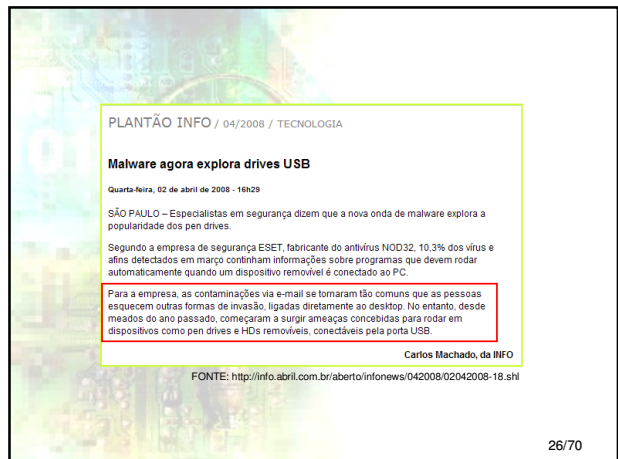 PLANTÃO INFO / 04/2008 / TECNOLOGIA
Malware agora explora drives USB
Quarta-feira, 02 de abril de 2008 - 16h29
SÃO PAULO – Especialistas em segurança dizem que a nova onda de malware explora a
popularidade dos pen drives.
Segundo a empresa de segurança ESET, fabricante do antivírus NOD32, 10,3% dos vírus e
afins detectados em março continham informações sobre programas que devem rodar
automaticamente quando um dispositivo removível é conectado ao PC.
Para a empresa, as contaminações via e-mail se tornaram tão comuns que as pessoas
esquecem outras formas de invasão, ligadas diretamente ao desktop. No entanto, desde
meados do ano passado, começaram a surgir ameaças concebidas para rodar em
dispositivos como pen drives e HDs removíveis, conectáveis pela porta USB.
Carlos Machado, da INFO
FONTE: http://info.abril.com.br/aberto/infonews/042008/02042008-18.shl
26/70